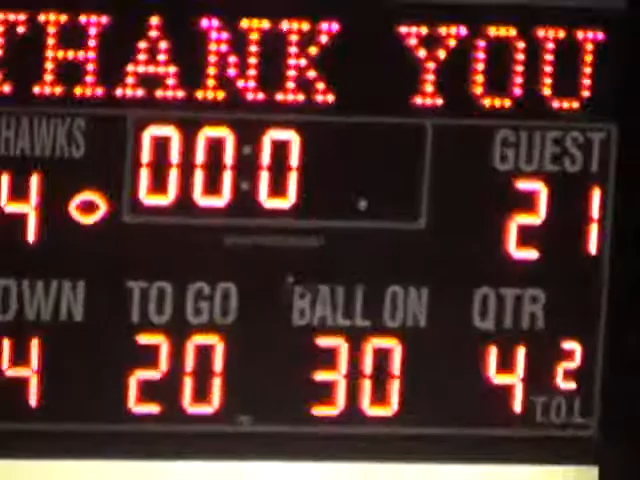 THANK YOU
HAWKS 00:0 GUEST
4 21
DOWN TO GO BALL ON QTR
4 20 30 4 2
T.O.L